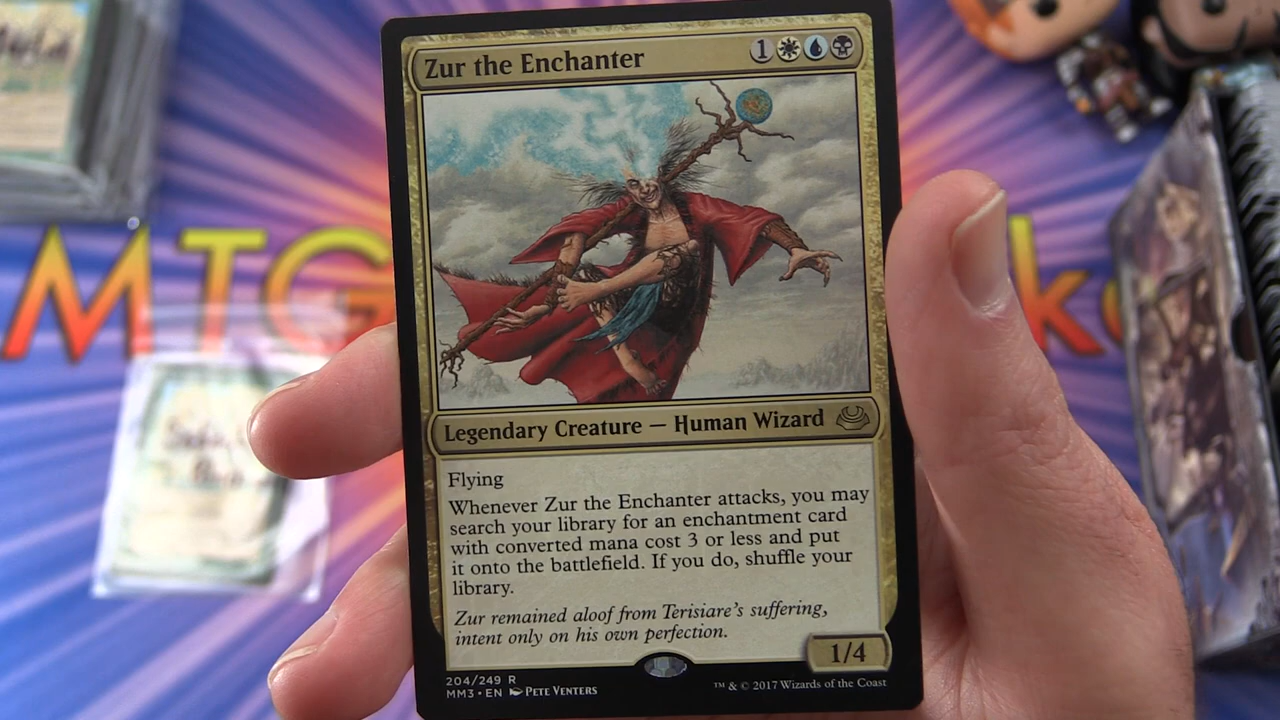 Zur the Enchanter
1
MTG
Legendary Creature — Human Wizard
Flying
Whenever Zur the Enchanter attacks, you may
search your library for an enchantment card
with converted mana cost 3 or less and put
it onto the battlefield. If you do, shuffle your
library.
Zur remained aloof from Terisiare's suffering,
intent only on his own perfection.
1/4
204/249 R
MM3 • EN Pete Venters
™ & © 2017 Wizards of the Coast